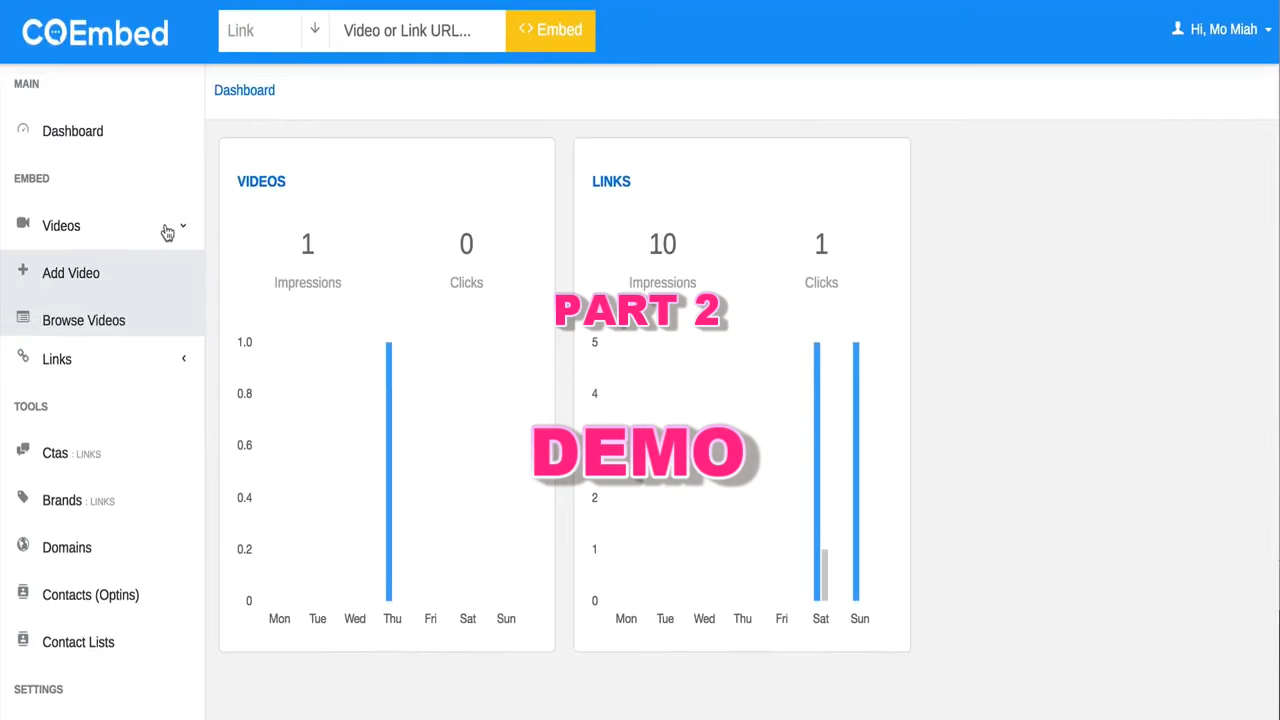 COEmbed
Link
Video or Link URL...
<> Embed
Hi, Mo Miah
MAIN
Dashboard
Dashboard
EMBED
Videos
Add Video
Browse Videos
Links
TOOLS
Ctas : LINKS
Brands : LINKS
Domains
Contacts (Optins)
Contact Lists
SETTINGS
VIDEOS
1
0
Impressions
Clicks
1.0
0.8
0.6
0.4
0.2
0
Mon Tue Wed Thu Fri Sat Sun
LINKS
10
1
Impressions
Clicks
5
4
2
1
0
Mon Tue Wed Thu Fri Sat Sun
PART 2
DEMO